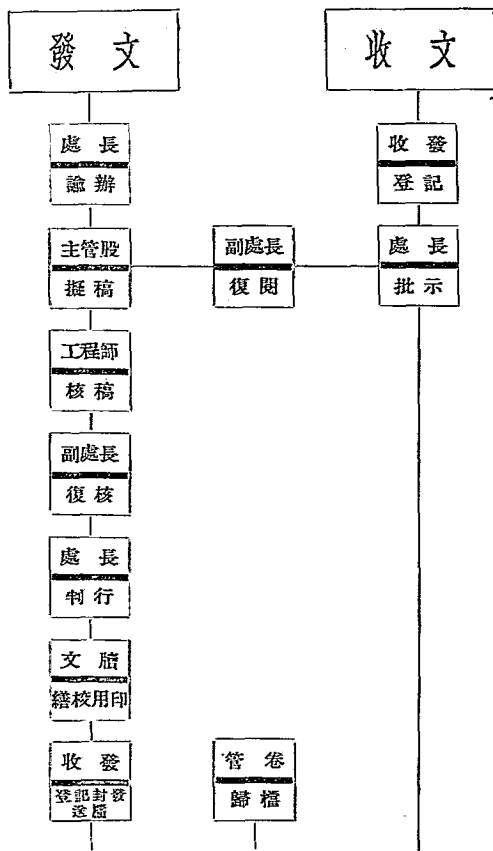 發文
收文
處長
諭辦
收發
登記
主管股
擬稿
副處長
復閱
處長
批示
工程師
核稿
副處長
復核
處長
判行
文牘
繕校用印
收發
登記封發
送檔
管卷
歸檔